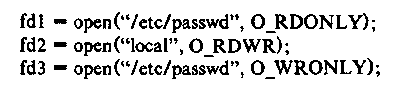 fd1 = open(“/etc/passwd”, O_RDONLY);
fd2 = open(“local”, O_RDWR);
fd3 = open(“/etc/passwd”, O_WRONLY);